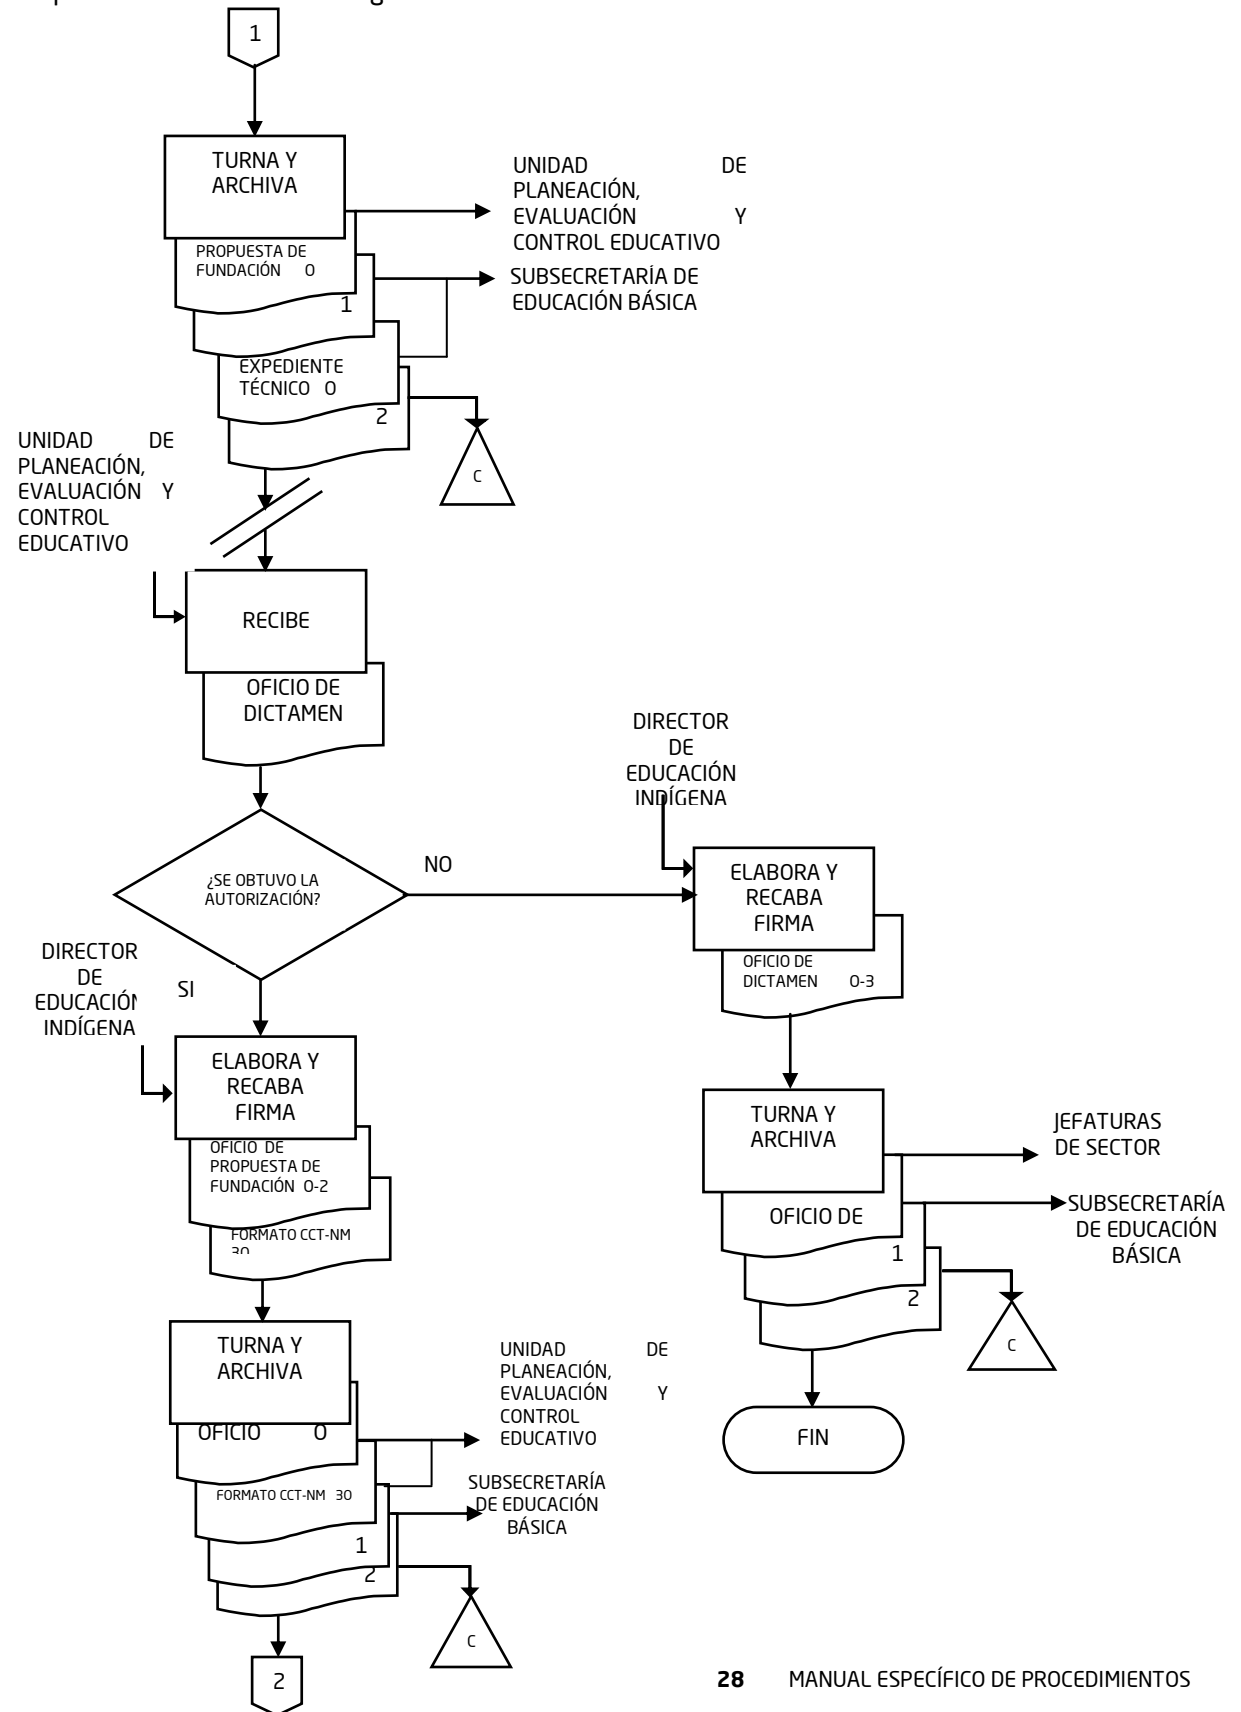 1
TURNA Y
ARCHIVA
UNIDAD DE
PLANEACIÓN,
EVALUACIÓN Y
CONTROL EDUCATIVO
PROPUESTA DE
FUNDACIÓN O
SUBSECRETARÍA DE
EDUCACIÓN BÁSICA
1
EXPEDIENTE
TÉCNICO O
2
C
UNIDAD DE
PLANEACIÓN,
EVALUACIÓN Y
CONTROL
EDUCATIVO
RECIBE
OFICIO DE
DICTAMEN
¿SE OBTUVO LA
AUTORIZACIÓN?
NO
DIRECTOR
DE
EDUCACIÓN
INDÍGENA
ELABORA Y
RECABA
FIRMA
OFICIO DE
DICTAMEN O-3
DIRECTOR
DE
EDUCACIÓN
INDÍGENA
SI
ELABORA Y
RECABA
FIRMA
OFICIO DE
PROPUESTA DE
FUNDACIÓN O-2
FORMATO CCT-NM
30
TURNA Y
ARCHIVA
JEFATURAS
DE SECTOR
OFICIO DE
SUBSECRETARÍA
DE EDUCACIÓN
BÁSICA
1
2
C
FIN
TURNA Y
ARCHIVA
UNIDAD DE
PLANEACIÓN,
EVALUACIÓN Y
CONTROL
EDUCATIVO
OFICIO O
FORMATO CCT-NM 30
SUBSECRETARÍA
DE EDUCACIÓN
BÁSICA
1
2
C
2
28 MANUAL ESPECÍFICO DE PROCEDIMIENTOS